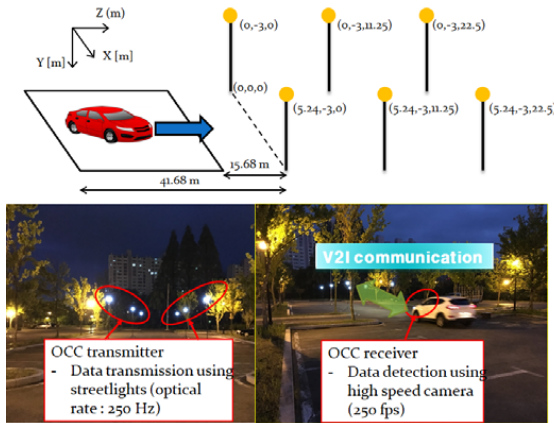 Z (m)
X [m]
Y [m]
(0,-3,0)
(0,-3,11.25)
(0,-3,22.5)
(0,0,0)
(5.24,-3,0)
(5.24,-3,11.25)
(5.24,-3,22.5)
15.68 m
41.68 m
V2I communication
OCC transmitter
- Data transmission using
streetlights (optical
rate : 250 Hz)
OCC receiver
- Data detection using
high speed camera
(250 fps)